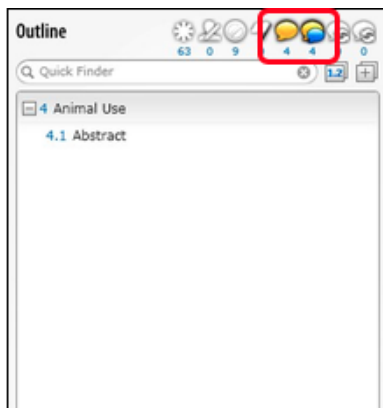 Outline
63 0 9 4 4 0
Quick Finder
1.2
4 Animal Use
4.1 Abstract